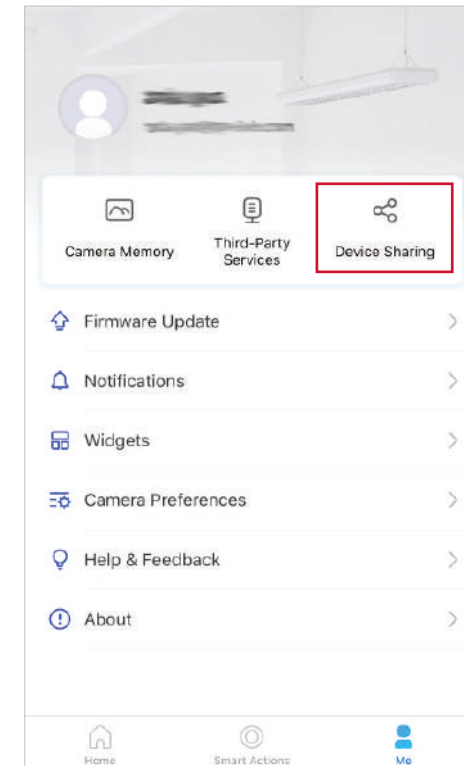 Camera Memory
Third-Party
Services
Device Sharing
Firmware Update
Notifications
Widgets
Camera Preferences
Help & Feedback
About
Home
Smart Actions
Me